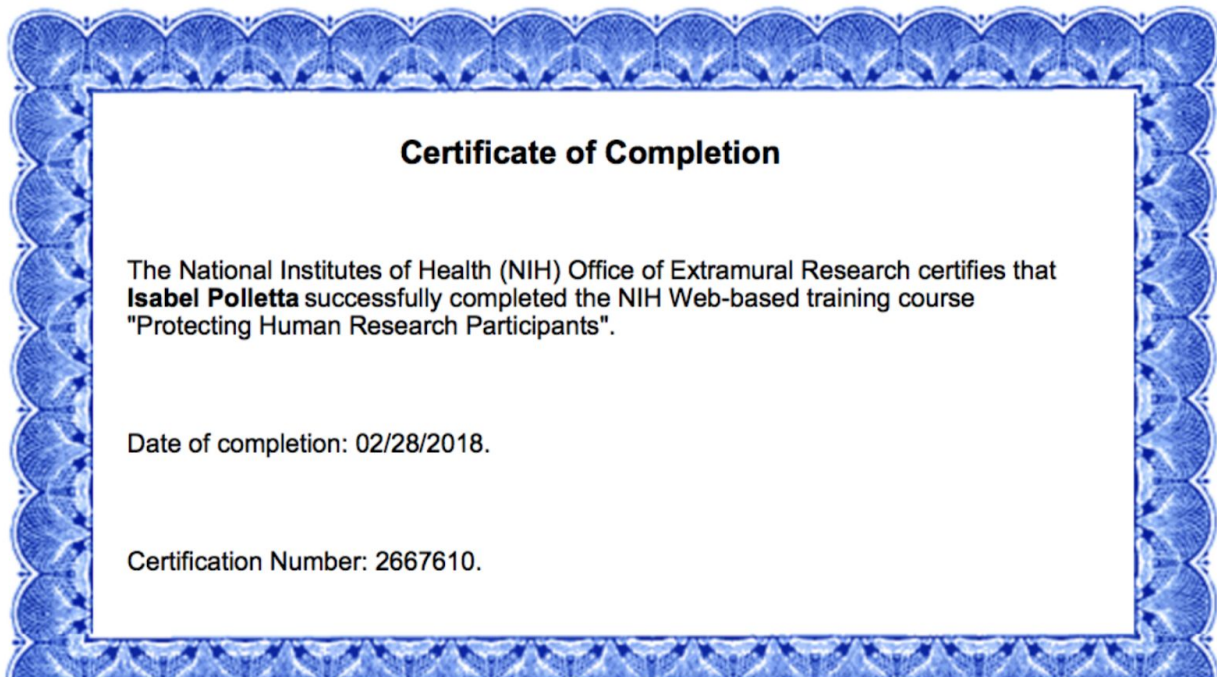 Certificate of Completion
The National Institutes of Health (NIH) Office of Extramural Research certifies that
Isabel Polletta successfully completed the NIH Web-based training course
"Protecting Human Research Participants".
Date of completion: 02/28/2018.
Certification Number: 2667610.